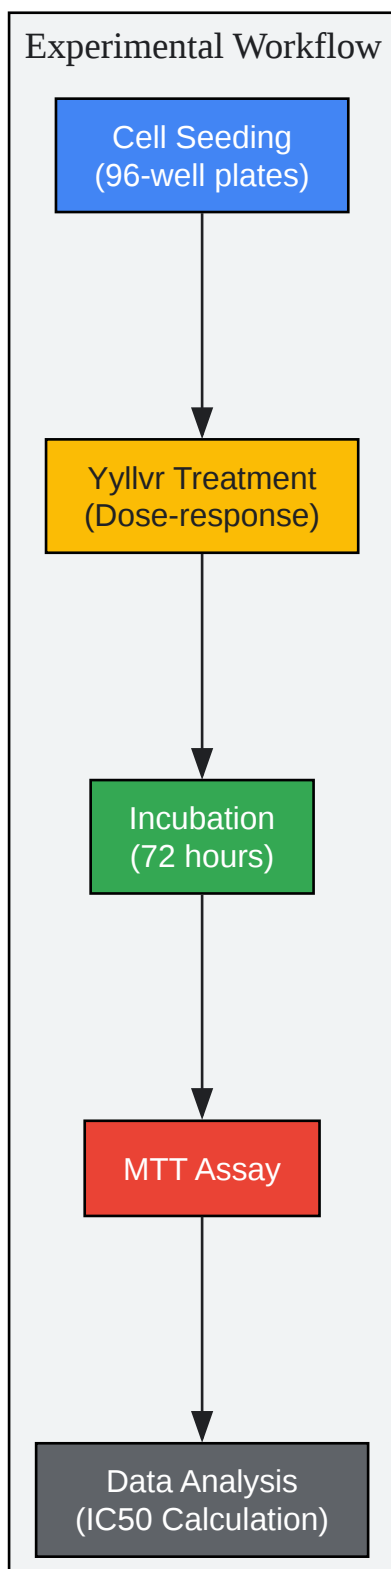 Experimental Workflow
Cell Seeding
(96-well plates)
Yyllvr Treatment
(Dose-response)
Incubation
(72 hours)
MTT Assay
Data Analysis
(IC50 Calculation)